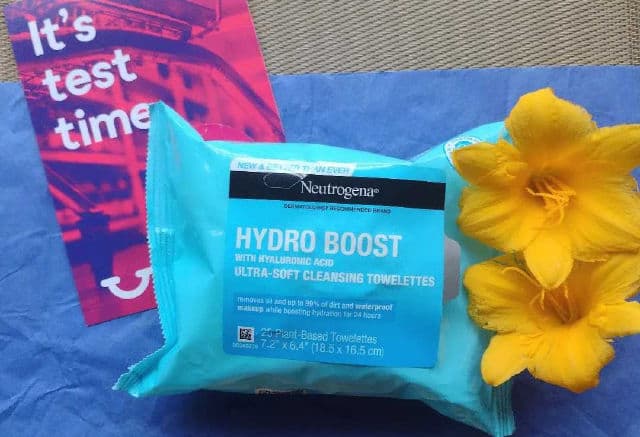 It's
test
time
NEW & BETTER THAN EVER
Neutrogena®
DERMATOLOGIST RECOMMENDED BRAND
HYDRO BOOST
WITH HYALURONIC ACID
ULTRA-SOFT CLEANSING TOWELETTES
removes oil and up to 99% of dirt and waterproof
makeup while boosting hydration for 24 hours
25 Plant-Based Towelettes
7.2" x 6.4" (18.5 x 16.5 cm)